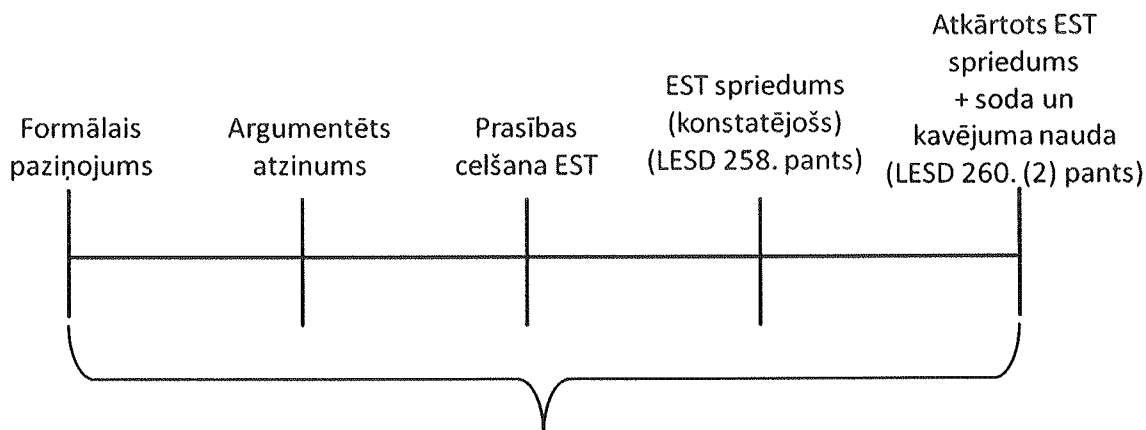 Formālais
paziņojums
Argumentēts
atzinums
Prasības
celšana EST
EST spriedums
(konstatējošs)
(LESD 258. pants)
Atkārtots EST
spriedums
+ soda un
kavējuma nauda
(LESD 260. (2) pants)